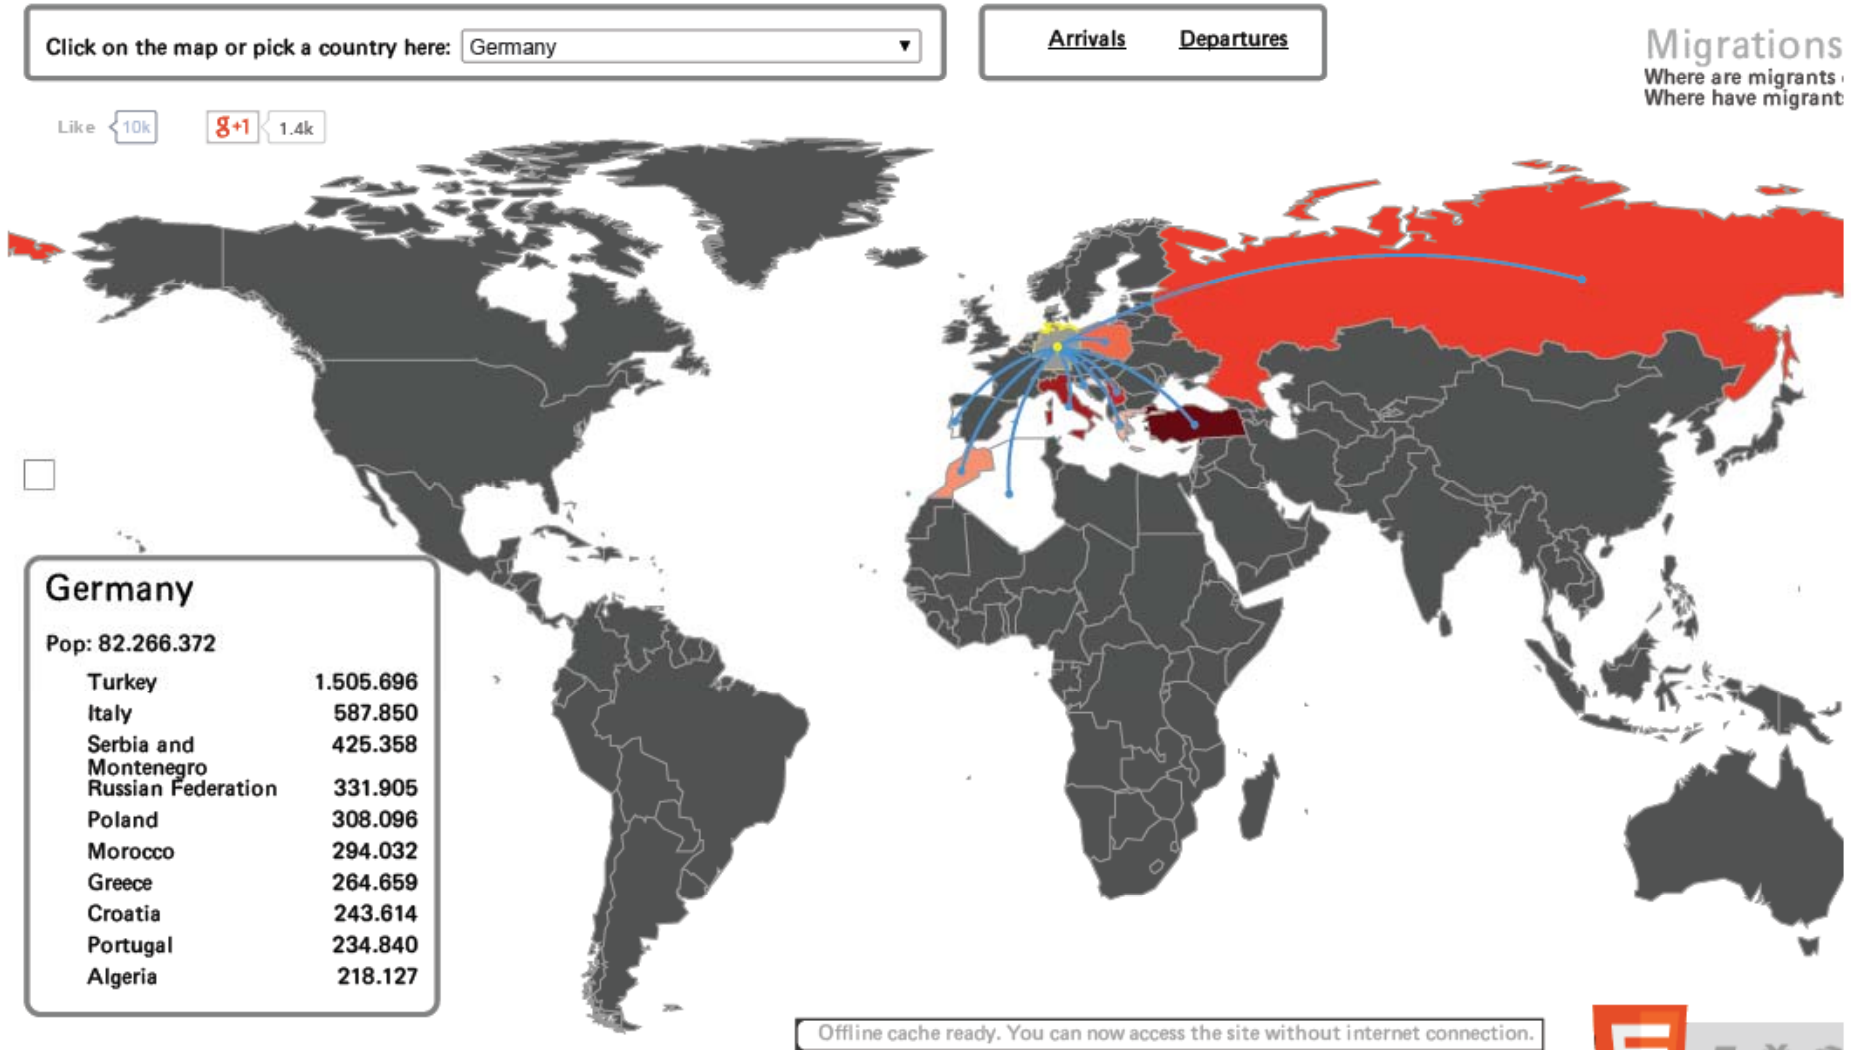 Click on the map or pick a country here: Germany
Arrivals Departures
Migrations
Where are migrants
Where have migrant
Like 10k
g+1 1.4k
Germany
Pop: 82.266.372
Turkey 1.505.696
Italy 587.850
Serbia and 425.358
Montenegro
Russian Federation 331.905
Poland 308.096
Morocco 294.032
Greece 264.659
Croatia 243.614
Portugal 234.840
Algeria 218.127
Offline cache ready. You can now access the site without internet connection.